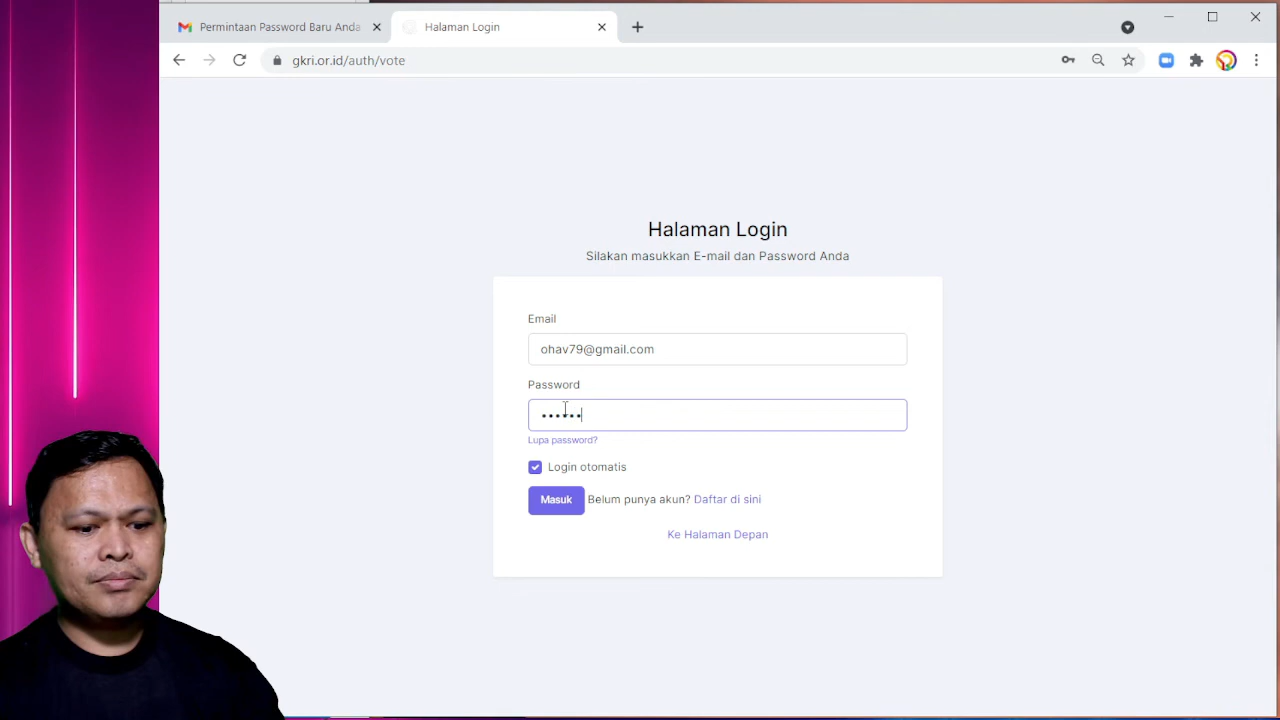 Permintaan Password Baru Anda
Halaman Login
gkri.or.id/auth/vote
Halaman Login
Silakan masukkan E-mail dan Password Anda
Email
ohav79@gmail.com
Password
••••••
Lupa password?
Login otomatis
Masuk Belum punya akun? Daftar di sini
Ke Halaman Depan